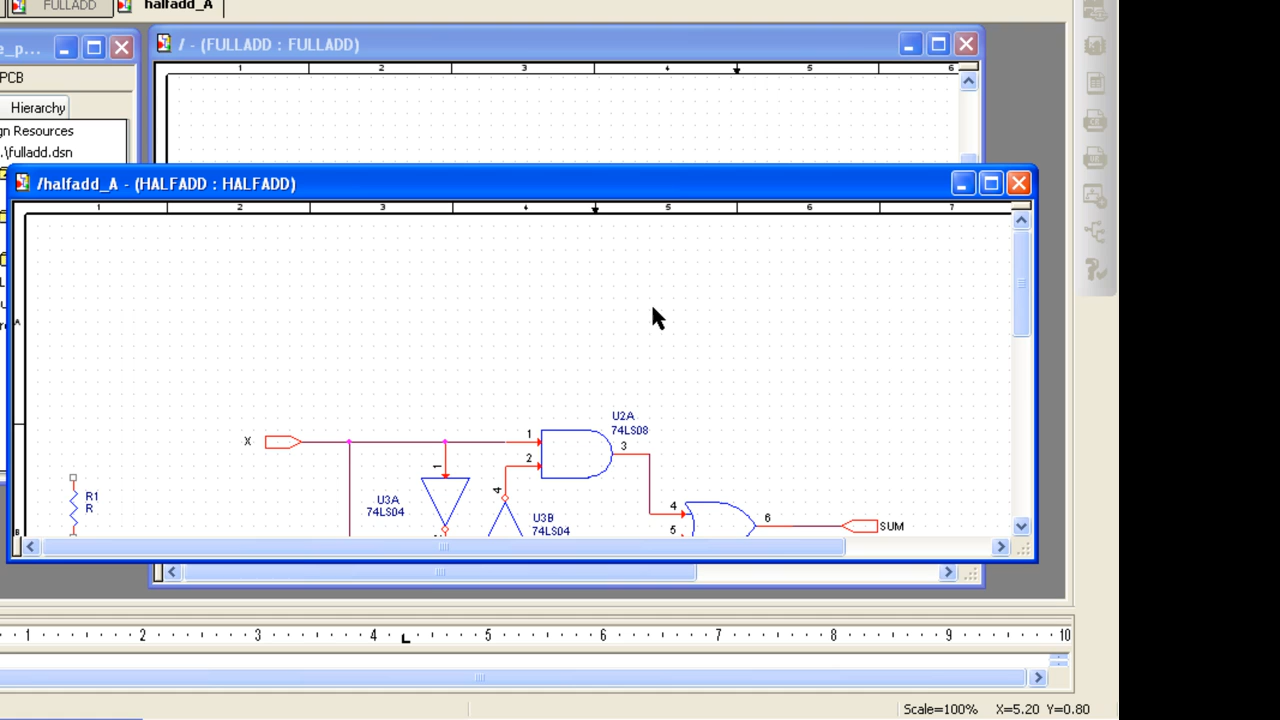 FULLADD
halfadd_A
e_p...
/ - (FULLADD : FULLADD)
PCB
1 2 3 4 5 6
Hierarchy
gn Resources
.\fulladd.dsn
/halfadd_A - (HALFADD : HALFADD)
1 2 3 4 5 6 7
A
U2A
74LS08
X
1
3
2
1
4
R1
R
U3A
74LS04
U3B
74LS04
4
6
SUM
5
B
1 2 3 4 5 6 7 8 9 10
Scale=100% X=5.20 Y=0.80